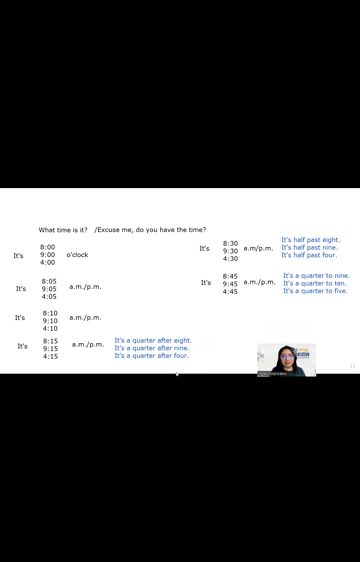 What time is it? /Excuse me, do you have the time?
It's
8:00
9:00
4:00
o'clock
It's
8:05
9:05
4:05
a.m./p.m.
It's
8:10
9:10
4:10
a.m./p.m.
It's
8:15
9:15
4:15
a.m./p.m.
It's a quarter after eight.
It's a quarter after nine.
It's a quarter after four.
It's
8:30
9:30
4:30
a.m/p.m.
It's half past eight.
It's half past nine.
It's half past four.
It's
8:45
9:45
4:45
a.m./p.m.
It's a quarter to nine.
It's a quarter to ten.
It's a quarter to five.